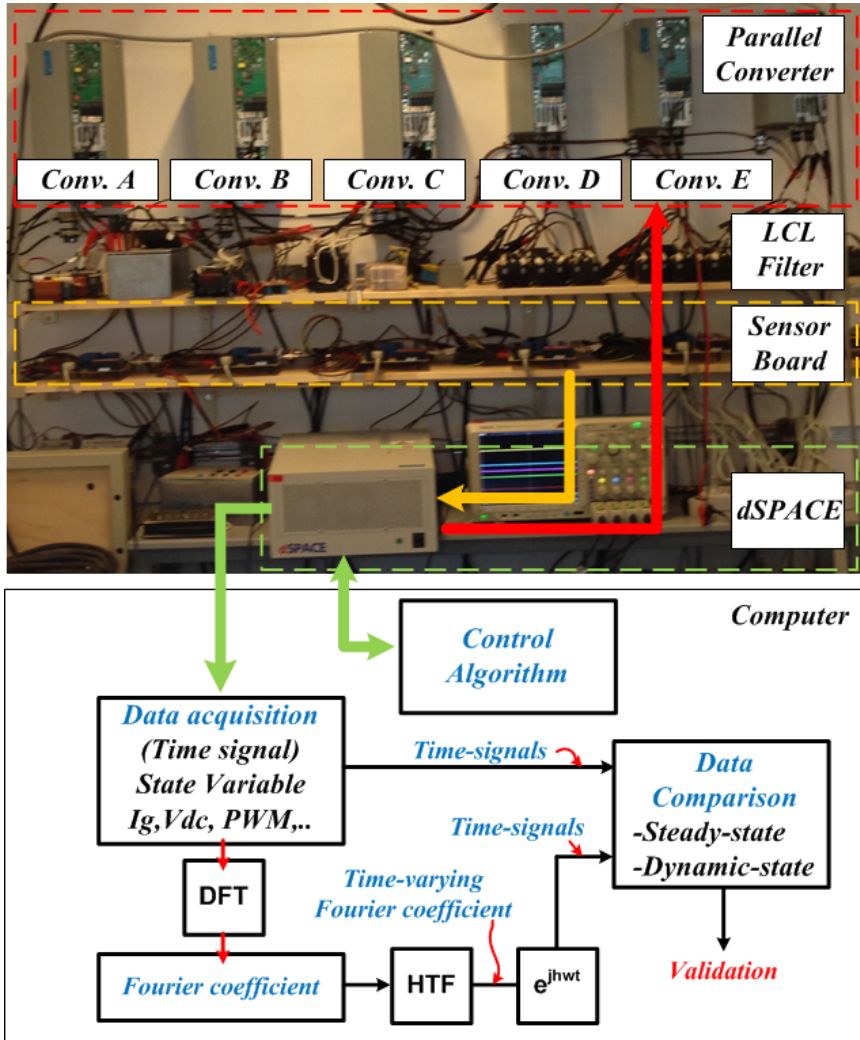 Parallel
Converter
Conv. A
Conv. B
Conv. C
Conv. D
Conv. E
LCL
Filter
Sensor
Board
dSPACE
dSPACE
Computer
Control
Algorithm
Data acquisition
(Time signal)
State Variable
Ig,Vdc, PWM,..
Time-signals
Data
Comparison
-Steady-state
-Dynamic-state
Time-signals
DFT
Time-varying
Fourier coefficient
Fourier coefficient
HTF
e^jhwt
Validation